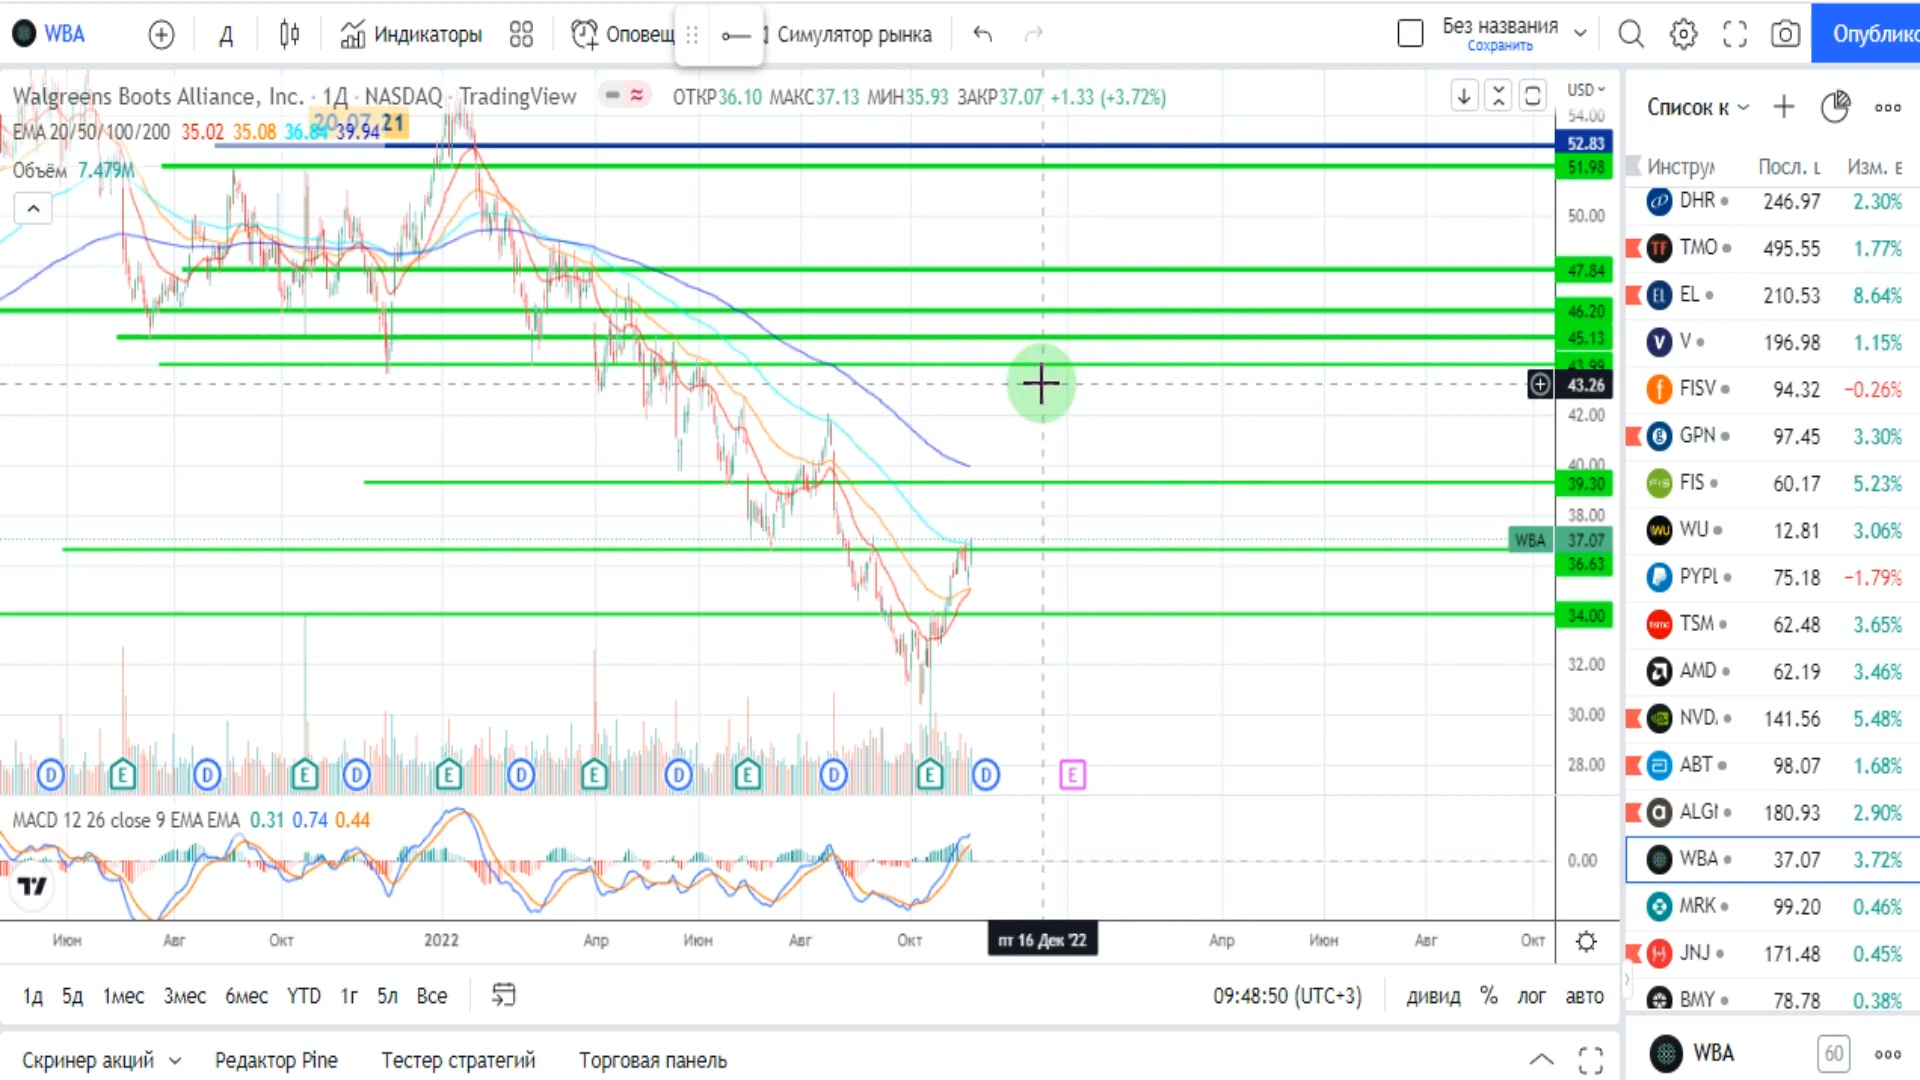 WBA
Д
Индикаторы
Оповещ
Симулятор рынка
Без названия
Сохранить
Опублико
Walgreens Boots Alliance, Inc. · 1Д · NASDAQ · TradingView
ОТКР36.10 МАКС37.13 МИН35.93 ЗАКР37.07 +1.33 (+3.72%)
EMA 20/50/100/200 35.02 35.08 36.84 39.94
Объём 7.479M
USD
54.00
52.83
51.98
50.00
47.84
46.20
45.13
43.99
43.26
42.00
40.00
39.30
38.00
WBA 37.07
36.63
34.00
32.00
30.00
28.00
D E D E D E D E D E D E D E
MACD 12 26 close 9 EMA EMA 0.31 0.74 0.44
0.00
Июн Авг Окт 2022 Апр Июн Авг Окт пт 16 Дек '22 Апр Июн Авг Окт
1д 5д 1мес 3мес 6мес YTD 1г 5л Все
09:48:50 (UTC+3) дивид % лог авто
Скринер акций Редактор Pine Тестер стратегий Торговая панель
Список к
Инстру Посл. Изм.
DHR 246.97 2.30%
TMO 495.55 1.77%
EL 210.53 8.64%
V 196.98 1.15%
FISV 94.32 −0.26%
GPN 97.45 3.30%
FIS 60.17 5.23%
WU 12.81 3.06%
PYPL 75.18 −1.79%
TSM 62.48 3.65%
AMD 62.19 3.46%
NVD 141.56 5.48%
ABT 98.07 1.68%
ALG 180.93 2.90%
WBA 37.07 3.72%
MRK 99.20 0.46%
JNJ 171.48 0.45%
BMY 78.78 0.38%
WBA 60